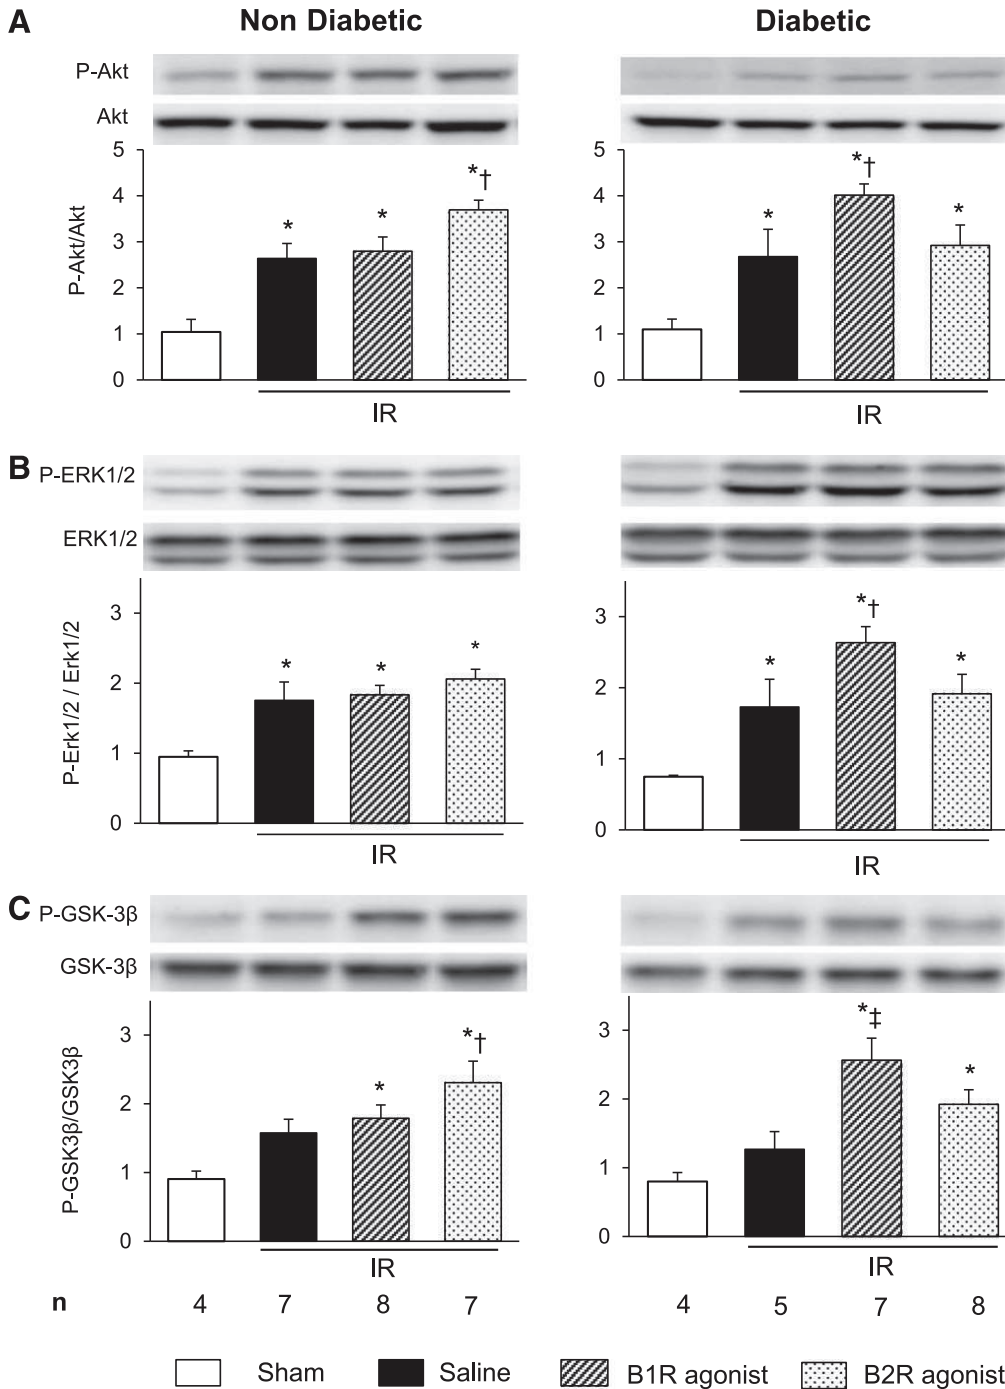 A Non Diabetic Diabetic
P-Akt
Akt
5 5
4 4
3 3
2 2
1 1
0 0
P-Akt/Akt
* * *† * *† *
IR IR
B
P-ERK1/2
ERK1/2
3 3
2 2
1 1
0 0
P-Erk1/2 / Erk1/2
* * * * *† *
IR IR
C
P-GSK-3β
GSK-3β
3 3
2 2
1 1
0 0
P-GSK3β/GSK3β
* *† *‡ *
IR IR
n 4 7 8 7 4 5 7 8
Sham Saline B1R agonist B2R agonist